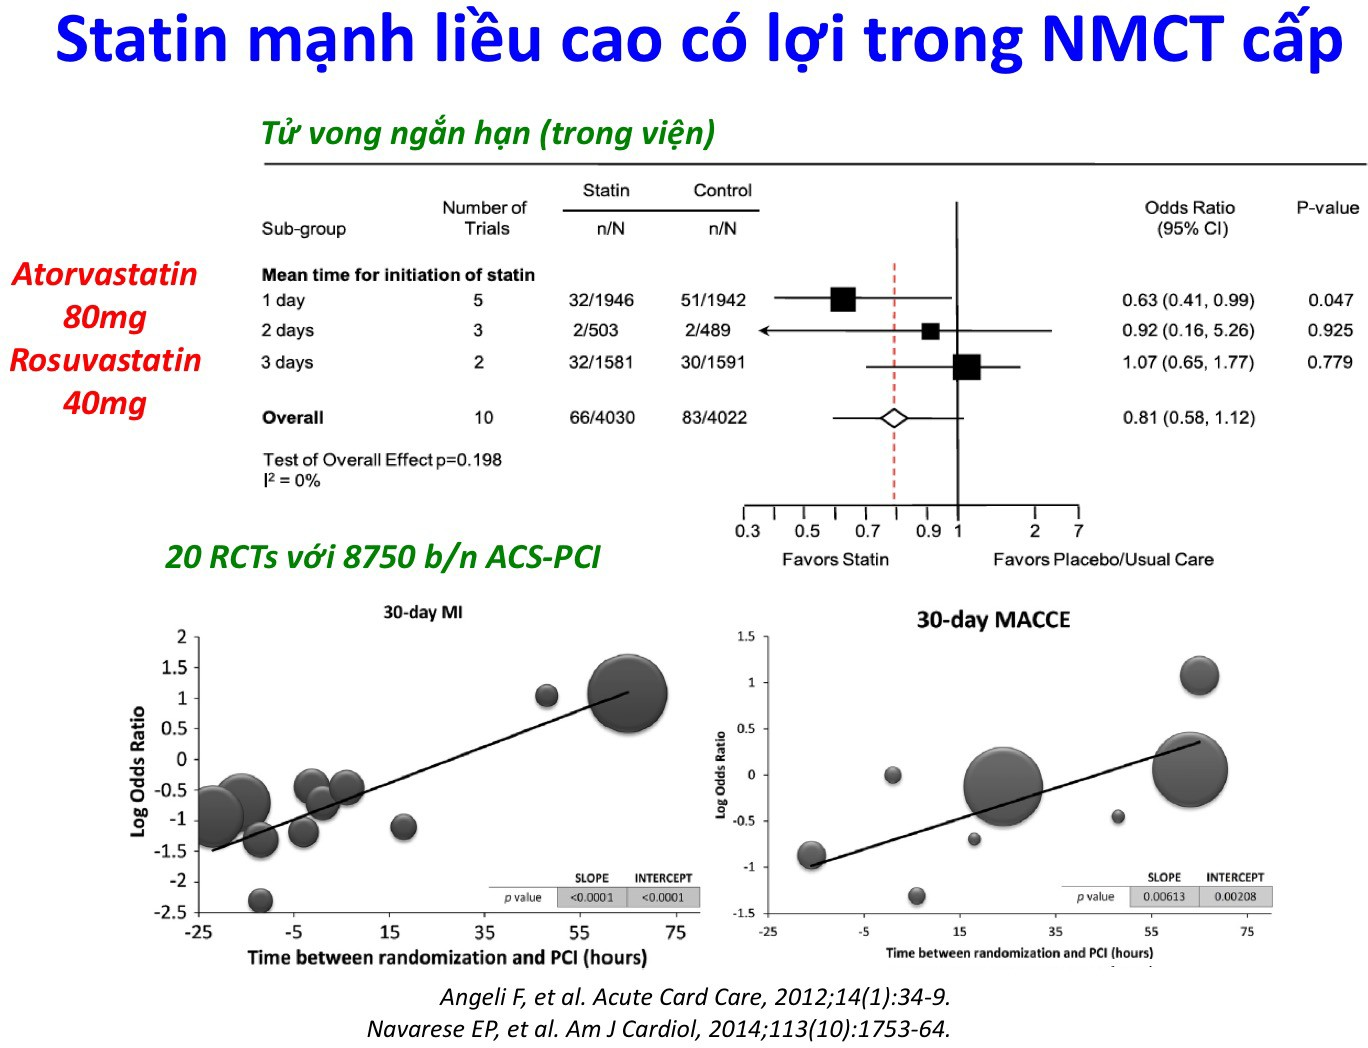 Statin mạnh liều cao có lợi trong NMCT cấp
Tử vong ngắn hạn (trong viện)
Statin Control Odds Ratio P-value
Number of (95% CI)
Sub-group Trials n/N n/N
Atorvastatin
80mg
Rosuvastatin
40mg
Mean time for initiation of statin
1 day 5 32/1946 51/1942 0.63 (0.41, 0.99) 0.047
2 days 3 2/503 2/489 0.92 (0.16, 5.26) 0.925
3 days 2 32/1581 30/1591 1.07 (0.65, 1.77) 0.779
Overall 10 66/4030 83/4022 0.81 (0.58, 1.12)
Test of Overall Effect p=0.198
I² = 0%
0.3 0.5 0.7 0.9 1 2 7
Favors Statin Favors Placebo/Usual Care
20 RCTs với 8750 b/n ACS-PCI
30-day MI
2
1.5
1
0.5
0
-0.5
-1
-1.5
-2
-2.5
Log Odds Ratio
SLOPE INTERCEPT
p value <0.0001 <0.0001
-25 -5 15 35 55 75
Time between randomization and PCI (hours)
30-day MACCE
1.5
1
0.5
0
-0.5
-1
-1.5
Log Odds Ratio
SLOPE INTERCEPT
p value 0.00613 0.00208
-25 -5 15 35 55 75
Time between randomization and PCI (hours)
Angeli F, et al. Acute Card Care, 2012;14(1):34-9.
Navarese EP, et al. Am J Cardiol, 2014;113(10):1753-64.